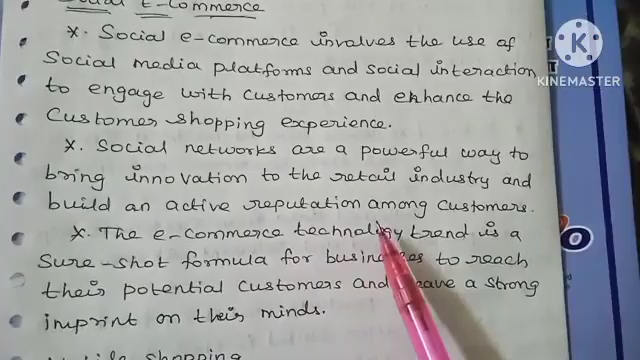 Social E-Commerce
*. Social e-commerce involves the use of
Social media platforms and social interaction
to engage with customers and enhance the
Customer shopping experience.
*. Social networks are a powerful way to
bring innovation to the retail industry and
build an active reputation among customers.
*. The e-commerce technology trend is a
Sure-shot formula for businesses to reach
their potential customers and leave a strong
imprint on their minds.
shopping
KINEMASTER